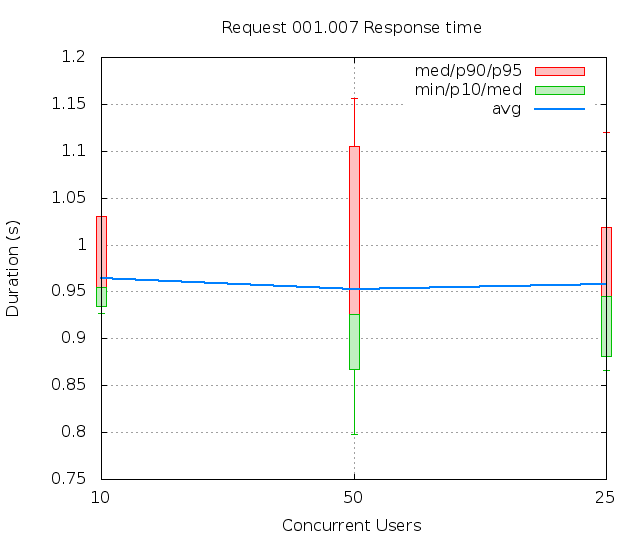 Request 001.007 Response time
1.2
1.15
1.1
1.05
1
0.95
0.9
0.85
0.8
0.75
Duration (s)
med/p90/p95
min/p10/med
avg
10 50 25
Concurrent Users